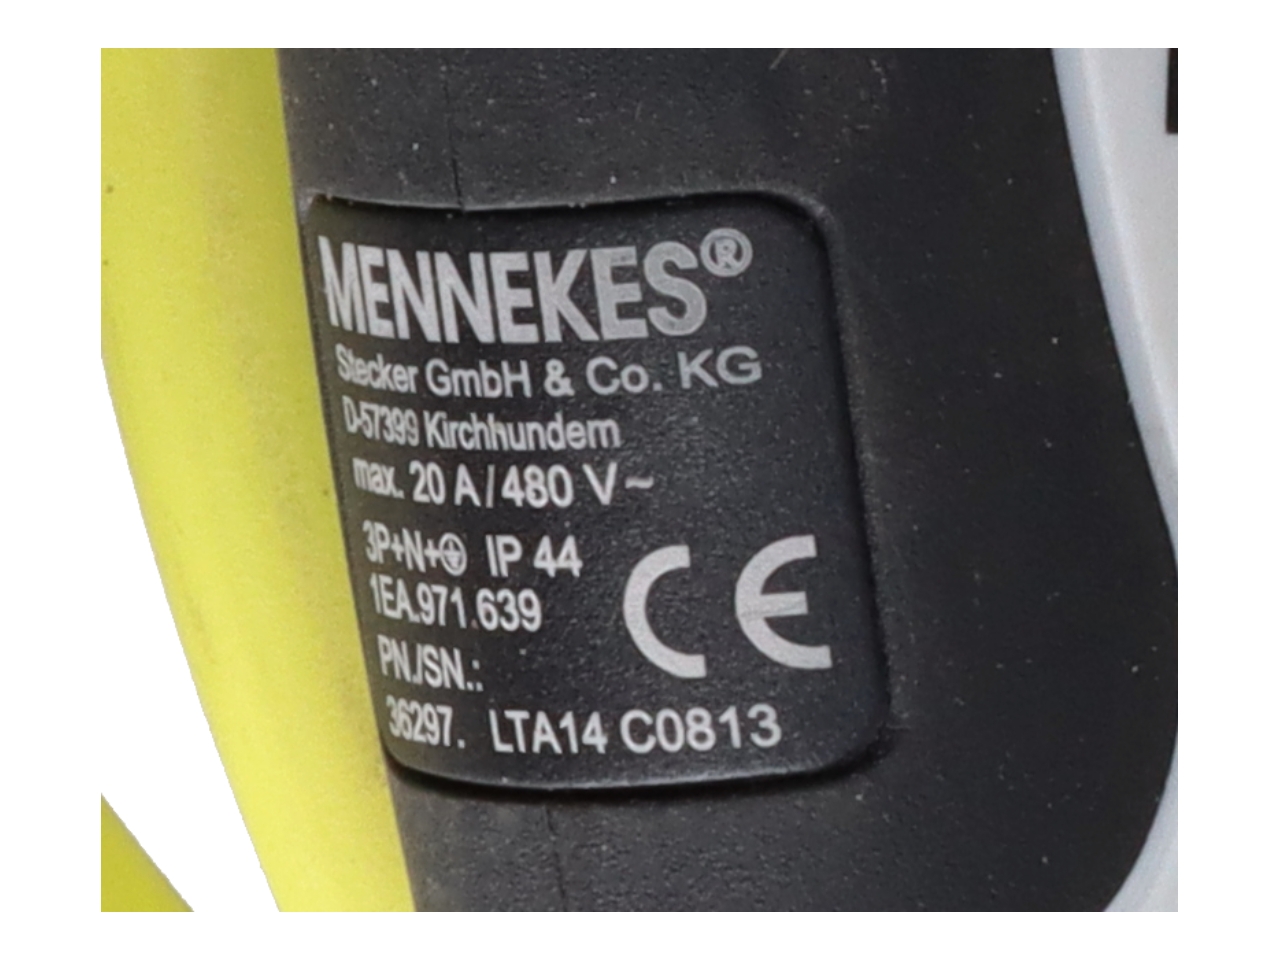 MENNEKES®
Stecker GmbH & Co. KG
D-57399 Kirchhundem
max. 20 A / 480 V ~
3P+N+⏚ IP 44
1EA.971.639
PN./SN.:
36297. LTA14 C0813
CE